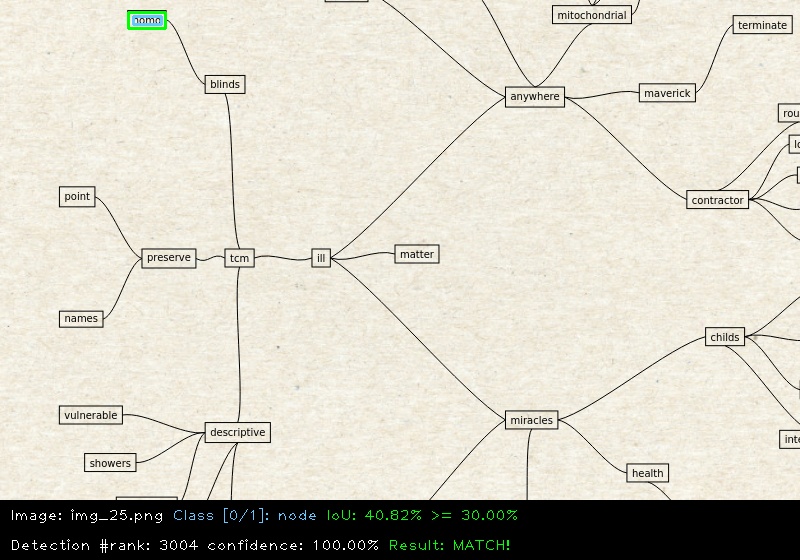 mitochondrial
terminate
blinds
anywhere
maverick
rou
point
contractor
preserve
tcm
ill
matter
names
childs
vulnerable
miracles
descriptive
inte
showers
health
Image: img_25.png Class [0/1]: node IoU: 40.82% >= 30.00%
Detection #rank: 3004 confidence: 100.00% Result: MATCH!